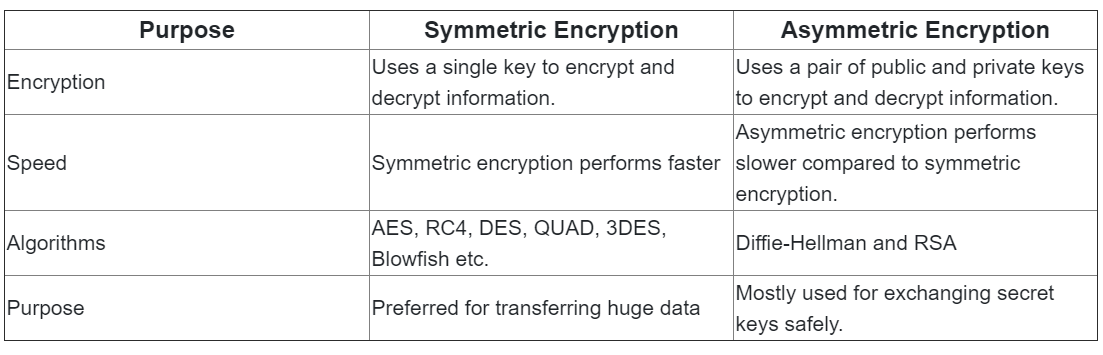 Purpose Symmetric Encryption Asymmetric Encryption
Encryption
Uses a single key to encrypt and
decrypt information.
Uses a pair of public and private keys
to encrypt and decrypt information.
Speed
Symmetric encryption performs faster
Asymmetric encryption performs
slower compared to symmetric
encryption.
Algorithms
AES, RC4, DES, QUAD, 3DES,
Blowfish etc.
Diffie-Hellman and RSA
Purpose
Preferred for transferring huge data
Mostly used for exchanging secret
keys safely.